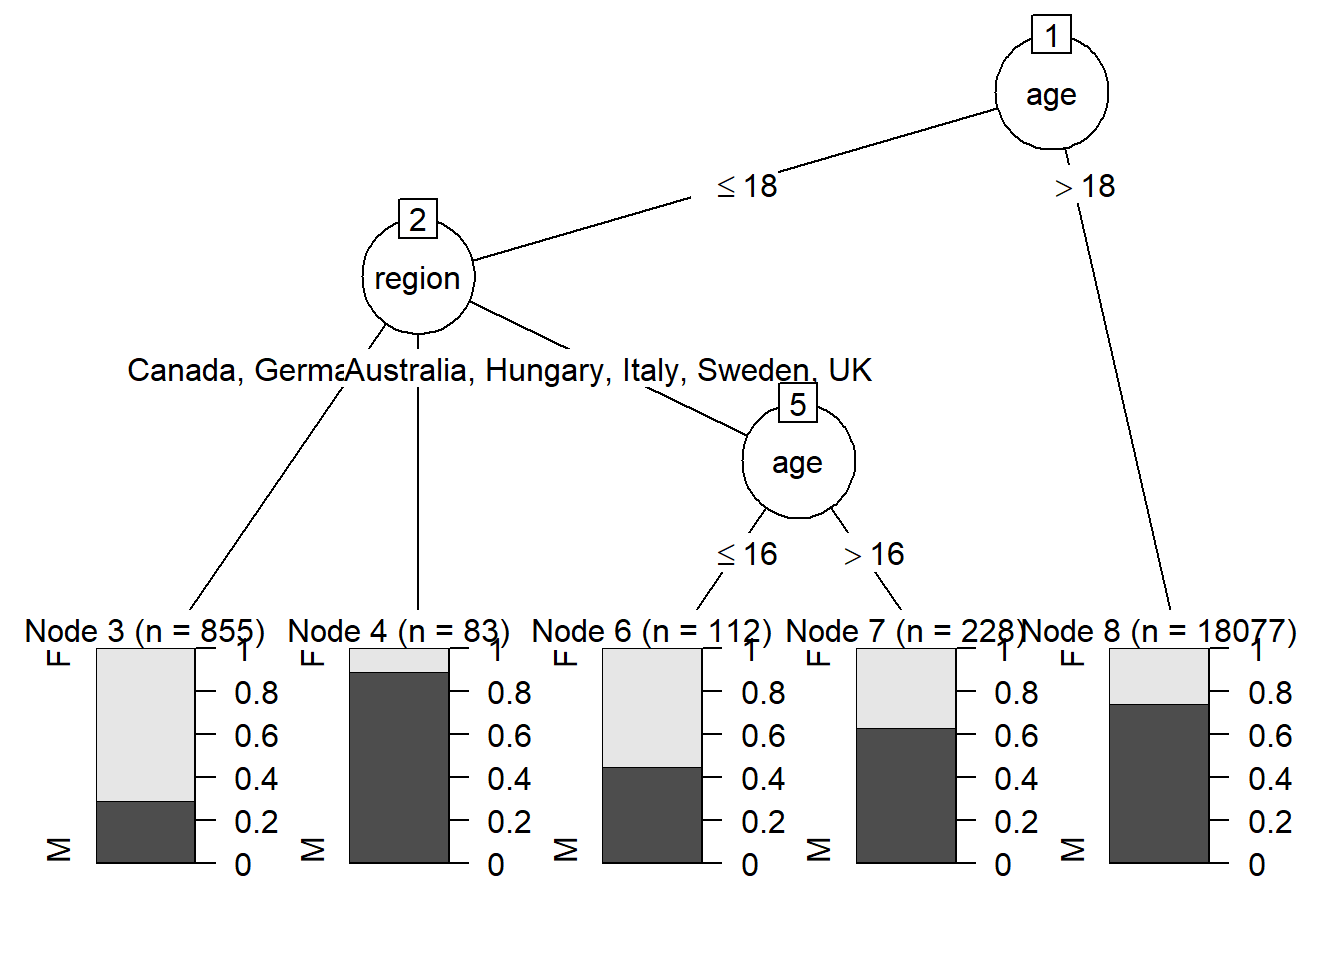 1
age
≤ 18
> 18
2
region
Canada, Germa
Australia, Hungary, Italy, Sweden, UK
5
age
≤ 16
> 16
Node 3 (n = 855)
Node 4 (n = 83)
Node 6 (n = 112)
Node 7 (n = 228)
Node 8 (n = 18077)
F
M
1
0.8
0.6
0.4
0.2
0
F
M
1
0.8
0.6
0.4
0.2
0
F
M
1
0.8
0.6
0.4
0.2
0
F
M
1
0.8
0.6
0.4
0.2
0
F
M
1
0.8
0.6
0.4
0.2
0